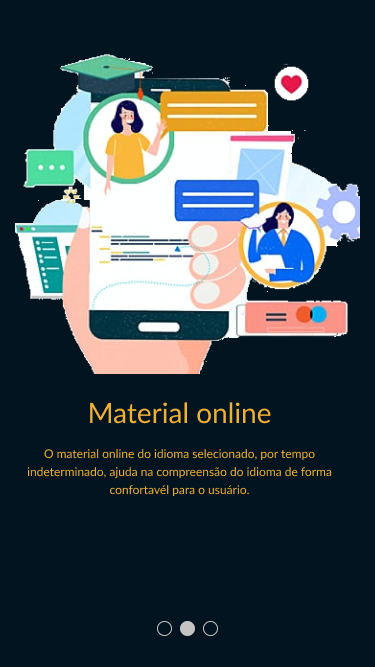 Material online
O material online do idioma selecionado, por tempo
indeterminado, ajuda na compreensão do idioma de forma
confortavél para o usuário.